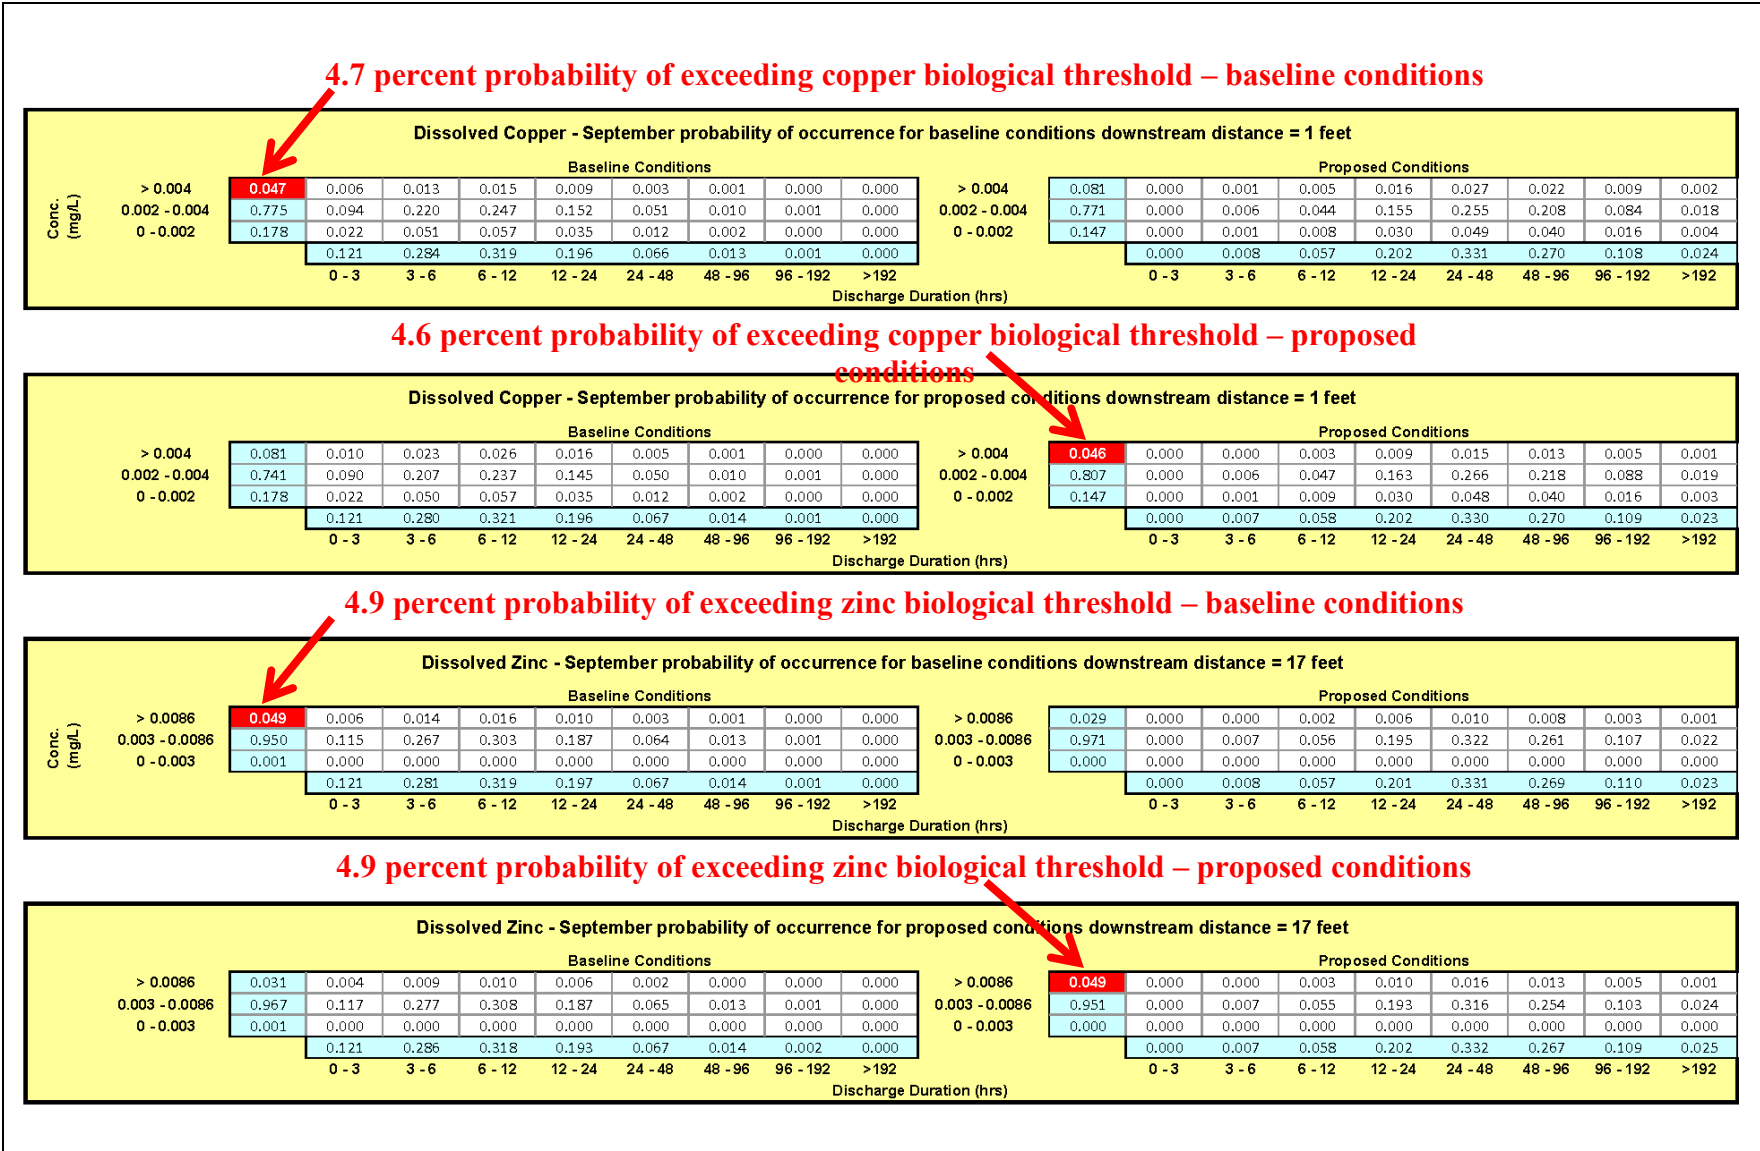 4.7 percent probability of exceeding copper biological threshold – baseline conditions
Dissolved Copper - September probability of occurrence for baseline conditions downstream distance = 1 feet
Baseline Conditions Proposed Conditions
Conc. (mg/L)
> 0.004 0.047 0.006 0.013 0.015 0.009 0.003 0.001 0.000 0.000 > 0.004 0.081 0.000 0.001 0.005 0.016 0.027 0.022 0.009 0.002
0.002 - 0.004 0.775 0.094 0.220 0.247 0.152 0.051 0.010 0.001 0.000 0.002 - 0.004 0.771 0.000 0.006 0.044 0.155 0.255 0.208 0.084 0.018
0 - 0.002 0.178 0.022 0.051 0.057 0.035 0.012 0.002 0.000 0.000 0 - 0.002 0.147 0.000 0.001 0.008 0.030 0.049 0.040 0.016 0.004
0.121 0.284 0.319 0.196 0.066 0.013 0.001 0.000 0.000 0.008 0.057 0.202 0.331 0.270 0.108 0.024
0 - 3 3 - 6 6 - 12 12 - 24 24 - 48 48 - 96 96 - 192 >192 0 - 3 3 - 6 6 - 12 12 - 24 24 - 48 48 - 96 96 - 192 >192
Discharge Duration (hrs)
4.6 percent probability of exceeding copper biological threshold – proposed
conditions
Dissolved Copper - September probability of occurrence for proposed conditions downstream distance = 1 feet
Baseline Conditions Proposed Conditions
> 0.004 0.081 0.010 0.023 0.026 0.016 0.005 0.001 0.000 0.000 > 0.004 0.046 0.000 0.000 0.003 0.009 0.015 0.013 0.005 0.001
0.002 - 0.004 0.741 0.090 0.207 0.237 0.145 0.050 0.010 0.001 0.000 0.002 - 0.004 0.807 0.000 0.006 0.047 0.163 0.266 0.218 0.088 0.019
0 - 0.002 0.178 0.022 0.050 0.057 0.035 0.012 0.002 0.000 0.000 0 - 0.002 0.147 0.000 0.001 0.009 0.030 0.048 0.040 0.016 0.003
0.121 0.280 0.321 0.196 0.067 0.014 0.001 0.000 0.000 0.007 0.058 0.202 0.330 0.270 0.109 0.023
0 - 3 3 - 6 6 - 12 12 - 24 24 - 48 48 - 96 96 - 192 >192 0 - 3 3 - 6 6 - 12 12 - 24 24 - 48 48 - 96 96 - 192 >192
Discharge Duration (hrs)
4.9 percent probability of exceeding zinc biological threshold – baseline conditions
Dissolved Zinc - September probability of occurrence for baseline conditions downstream distance = 17 feet
Baseline Conditions Proposed Conditions
Conc. (mg/L)
> 0.0086 0.049 0.006 0.014 0.016 0.010 0.003 0.001 0.000 0.000 > 0.0086 0.029 0.000 0.000 0.002 0.006 0.010 0.008 0.003 0.001
0.003 - 0.0086 0.950 0.115 0.267 0.303 0.187 0.064 0.013 0.001 0.000 0.003 - 0.0086 0.971 0.000 0.007 0.056 0.195 0.322 0.261 0.107 0.022
0 - 0.003 0.001 0.000 0.000 0.000 0.000 0.000 0.000 0.000 0.000 0 - 0.003 0.000 0.000 0.000 0.000 0.000 0.000 0.000 0.000 0.000
0.121 0.281 0.319 0.197 0.067 0.014 0.001 0.000 0.000 0.008 0.057 0.201 0.331 0.269 0.110 0.023
0 - 3 3 - 6 6 - 12 12 - 24 24 - 48 48 - 96 96 - 192 >192 0 - 3 3 - 6 6 - 12 12 - 24 24 - 48 48 - 96 96 - 192 >192
Discharge Duration (hrs)
4.9 percent probability of exceeding zinc biological threshold – proposed conditions
Dissolved Zinc - September probability of occurrence for proposed conditions downstream distance = 17 feet
Baseline Conditions Proposed Conditions
> 0.0086 0.031 0.004 0.009 0.010 0.006 0.002 0.000 0.000 0.000 > 0.0086 0.049 0.000 0.000 0.003 0.010 0.016 0.013 0.005 0.001
0.003 - 0.0086 0.967 0.117 0.277 0.308 0.187 0.065 0.013 0.001 0.000 0.003 - 0.0086 0.951 0.000 0.007 0.055 0.193 0.316 0.254 0.103 0.024
0 - 0.003 0.001 0.000 0.000 0.000 0.000 0.000 0.000 0.000 0.000 0 - 0.003 0.000 0.000 0.000 0.000 0.000 0.000 0.000 0.000 0.000
0.121 0.286 0.318 0.193 0.067 0.014 0.002 0.000 0.000 0.007 0.058 0.202 0.332 0.267 0.109 0.025
0 - 3 3 - 6 6 - 12 12 - 24 24 - 48 48 - 96 96 - 192 >192 0 - 3 3 - 6 6 - 12 12 - 24 24 - 48 48 - 96 96 - 192 >192
Discharge Duration (hrs)